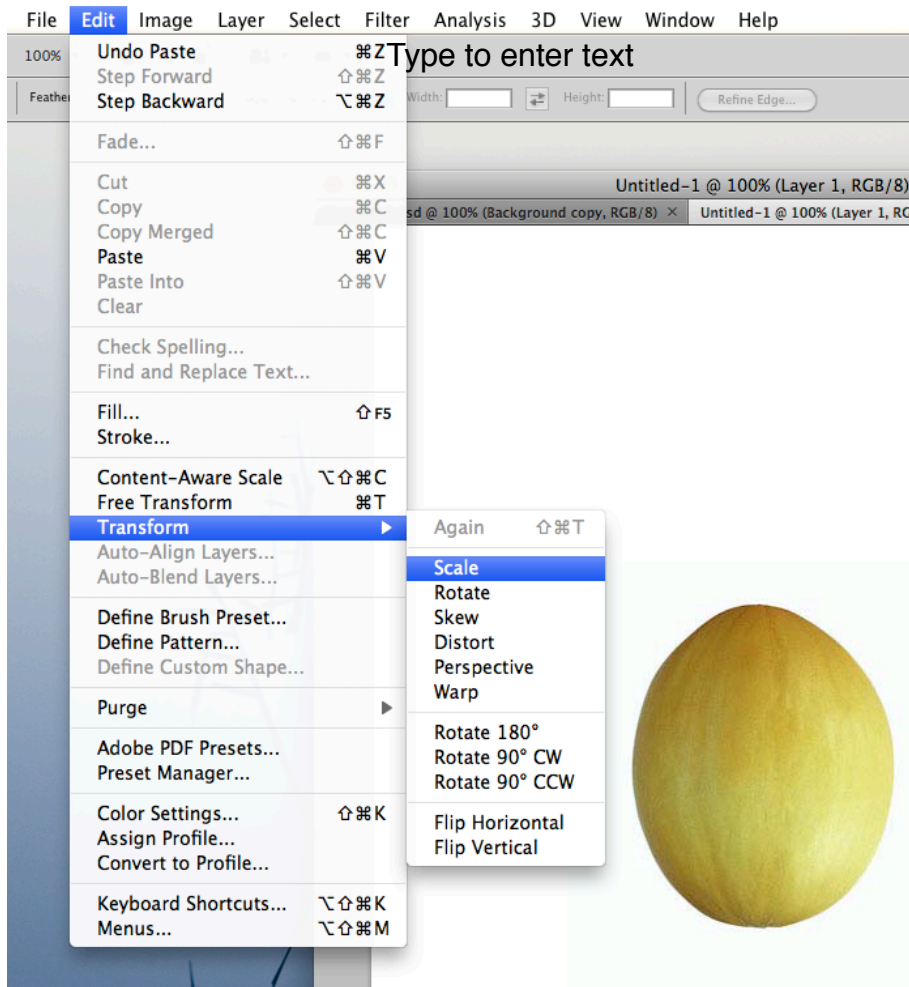 File Edit Image Layer Select Filter Analysis 3D View Window Help
100%
Type to enter text
Feathe
Width: Height: Refine Edge...
Untitled-1 @ 100% (Layer 1, RGB/8)
sd @ 100% (Background copy, RGB/8) × Untitled-1 @ 100% (Layer 1, RG
Undo Paste ⌘Z
Step Forward ⇧⌘Z
Step Backward ⌥⌘Z
Fade... ⇧⌘F
Cut ⌘X
Copy ⌘C
Copy Merged ⇧⌘C
Paste ⌘V
Paste Into ⇧⌘V
Clear
Check Spelling...
Find and Replace Text...
Fill... ⇧F5
Stroke...
Content-Aware Scale ⌥⇧⌘C
Free Transform ⌘T
Transform ▶
Auto-Align Layers...
Auto-Blend Layers...
Define Brush Preset...
Define Pattern...
Define Custom Shape...
Purge ▶
Adobe PDF Presets...
Preset Manager...
Color Settings... ⇧⌘K
Assign Profile...
Convert to Profile...
Keyboard Shortcuts... ⌥⇧⌘K
Menus... ⌥⇧⌘M
Again ⇧⌘T
Scale
Rotate
Skew
Distort
Perspective
Warp
Rotate 180°
Rotate 90° CW
Rotate 90° CCW
Flip Horizontal
Flip Vertical